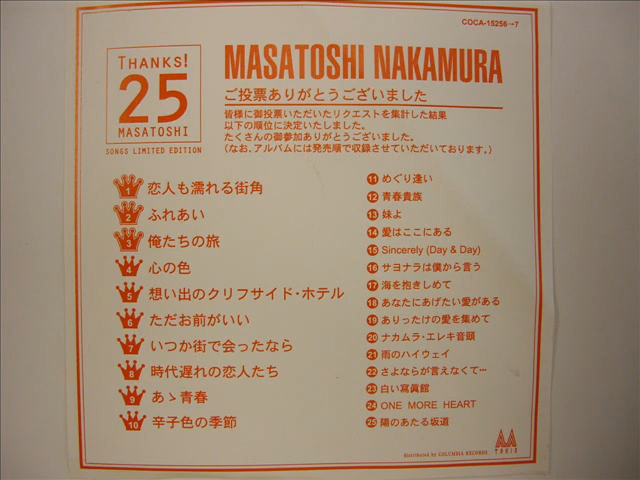 COCA-15256→7
THANKS!
25
MASATOSHI
SONGS LIMITED EDITION
MASATOSHI NAKAMURA
ご投票ありがとうございました
皆様に御投票いただいたリクエストを集計した結果
以下の順位に決定いたしました。
たくさんの御参加ありがとうございました。
(なお、アルバムには発売順で収録させていただいております。)
1 恋人も濡れる街角
2 ふれあい
3 俺たちの旅
4 心の色
5 想い出のクリフサイド・ホテル
6 ただお前がいい
7 いつか街で会ったなら
8 時代遅れの恋人たち
9 あゝ青春
10 辛子色の季節
11 めぐり逢い
12 青春貴族
13 妹よ
14 愛はここにある
15 Sincerely (Day & Day)
16 サヨナラは僕から言う
17 海を抱きしめて
18 あなたにあげたい愛がある
19 ありったけの愛を集めて
20 ナカムラ・エレキ音頭
21 雨のハイウェイ
22 さよならが言えなくて…
23 白い寫眞館
24 ONE MORE HEART
25 陽のあたる坂道
TRIO
distributed by COLUMBIA RECORDS